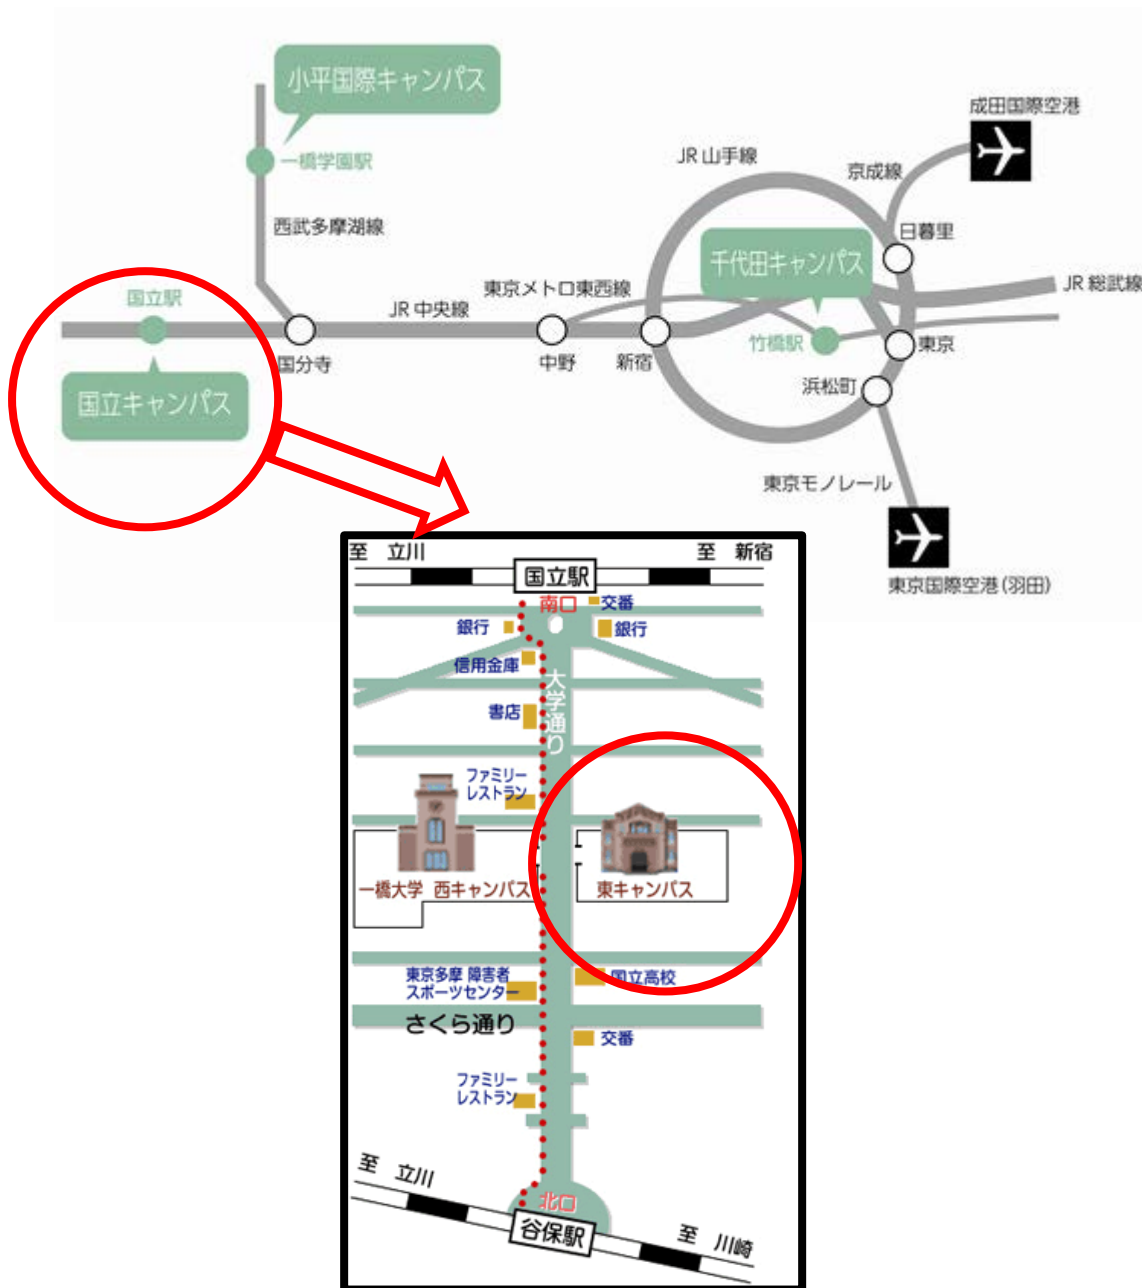 小平国際キャンパス
成田国際空港
一橋学園駅
JR 山手線
京成線
西武多摩湖線
日暮里
千代田キャンパス
国立駅
東京メトロ東西線
JR 総武線
JR 中央線
国分寺
中野
新宿
竹橋駅
東京
国立キャンパス
浜松町
東京モノレール
東京国際空港(羽田)
至 立川
至 新宿
国立駅
南口
交番
銀行
銀行
信用金庫
大学通り
書店
ファミリー
レストラン
一橋大学 西キャンパス
東キャンパス
東京多摩 障害者
スポーツセンター
国立高校
さくら通り
交番
ファミリー
レストラン
至 立川
北口
谷保駅
至 川崎